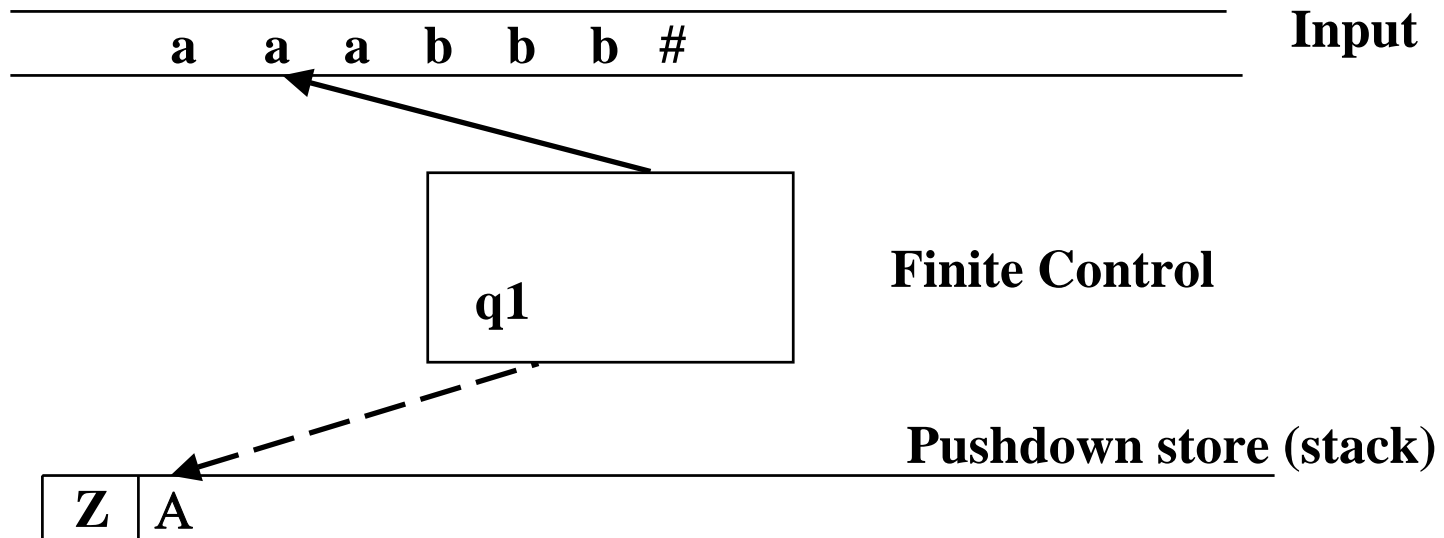 a a a b b b # Input
Finite Control
q1
Pushdown store (stack)
Z A